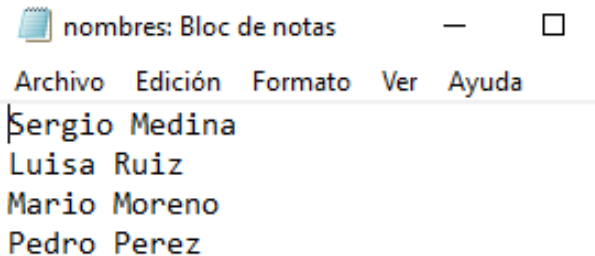 nombres: Bloc de notas
Archivo Edición Formato Ver Ayuda
Sergio Medina
Luisa Ruiz
Mario Moreno
Pedro Perez